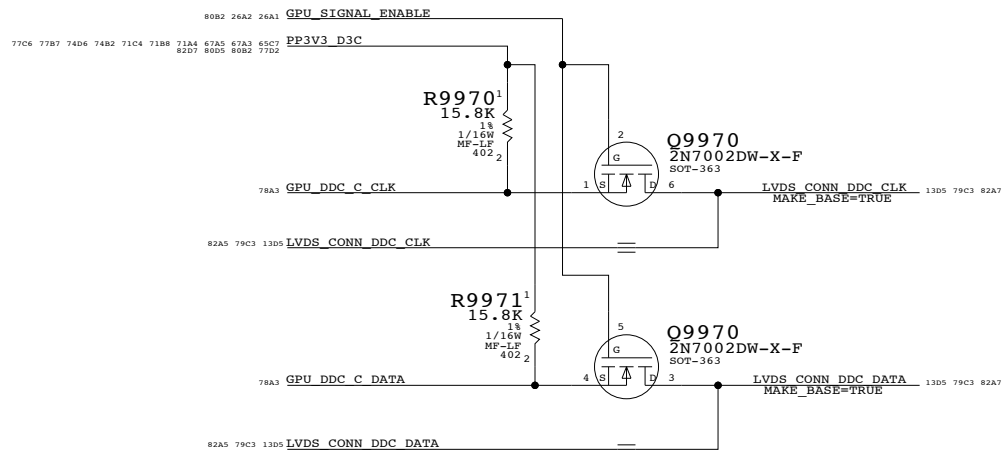 80B2 26A2 26A1 GPU_SIGNAL_ENABLE
77C6 77B7 74D6 74B2 71C4 71B8 71A4 67A5 67A3 65C7 PP3V3_D3C
82D7 80D5 80B2 77D2
R9970 1
15.8K
1%
1/16W
MF-LF
402 2
2
G
Q9970
2N7002DW-X-F
SOT-363
78A3 GPU_DDC_C_CLK
1 S D 6
LVDS_CONN_DDC_CLK 13D5 79C3 82A7
MAKE_BASE=TRUE
82A5 79C3 13D5 LVDS_CONN_DDC_CLK
R9971 1
15.8K
1%
1/16W
MF-LF
402 2
5
G
Q9970
2N7002DW-X-F
SOT-363
78A3 GPU_DDC_C_DATA
4 S D 3
LVDS_CONN_DDC_DATA 13D5 79C3 82A7
MAKE_BASE=TRUE
82A5 79C3 13D5 LVDS_CONN_DDC_DATA